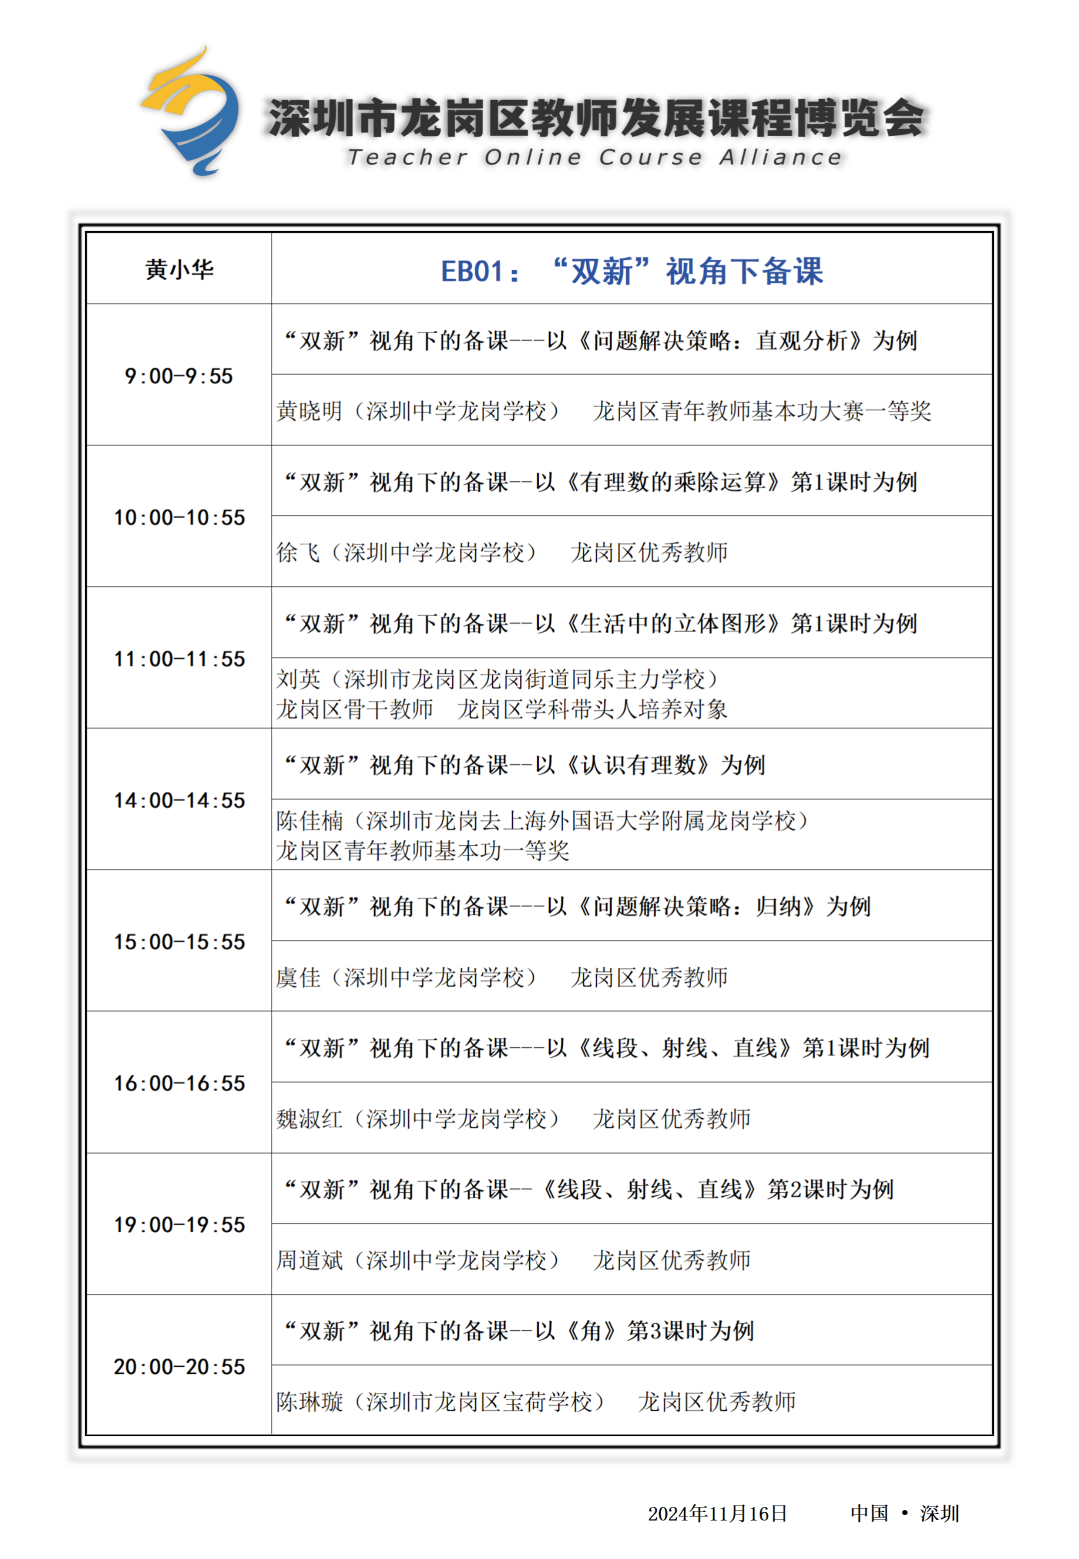 深圳市龙岗区教师发展课程博览会
Teacher Online Course Alliance
黄小华
EB01：“双新”视角下备课
9:00-9:55
“双新”视角下的备课---以《问题解决策略：直观分析》为例
黄晓明（深圳中学龙岗学校） 龙岗区青年教师基本功大赛一等奖
10:00-10:55
“双新”视角下的备课--以《有理数的乘除运算》第1课时为例
徐飞（深圳中学龙岗学校） 龙岗区优秀教师
11:00-11:55
“双新”视角下的备课--以《生活中的立体图形》第1课时为例
刘英（深圳市龙岗区龙岗街道同乐主力学校）
龙岗区骨干教师 龙岗区学科带头人培养对象
14:00-14:55
“双新”视角下的备课--以《认识有理数》为例
陈佳楠（深圳市龙岗去上海外国语大学附属龙岗学校）
龙岗区青年教师基本功一等奖
15:00-15:55
“双新”视角下的备课---以《问题解决策略：归纳》为例
虞佳（深圳中学龙岗学校） 龙岗区优秀教师
16:00-16:55
“双新”视角下的备课---以《线段、射线、直线》第1课时为例
魏淑红（深圳中学龙岗学校） 龙岗区优秀教师
19:00-19:55
“双新”视角下的备课--《线段、射线、直线》第2课时为例
周道斌（深圳中学龙岗学校） 龙岗区优秀教师
20:00-20:55
“双新”视角下的备课--以《角》第3课时为例
陈琳璇（深圳市龙岗区宝荷学校） 龙岗区优秀教师
2024年11月16日 中国 • 深圳